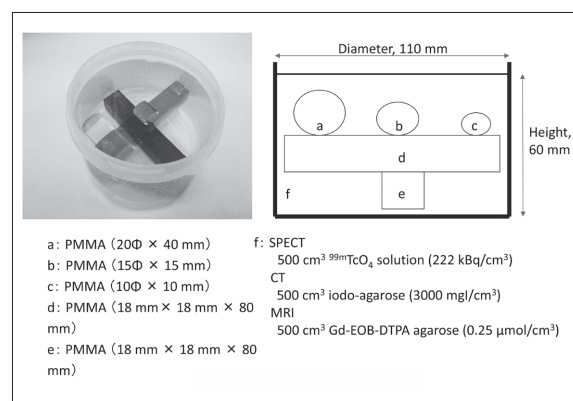 Diameter, 110 mm
a
b
c
d
e
f
Height,
60 mm
a: PMMA (20Φ × 40 mm)
b: PMMA (15Φ × 15 mm)
c: PMMA (10Φ × 10 mm)
d: PMMA (18 mm× 18 mm × 80
mm)
e: PMMA (18 mm × 18 mm × 80
mm)
f: SPECT
500 cm³ ⁹⁹ᵐTcO₄ solution (222 kBq/cm³)
CT
500 cm³ iodo-agarose (3000 mgI/cm³)
MRI
500 cm³ Gd-EOB-DTPA agarose (0.25 μmol/cm³)